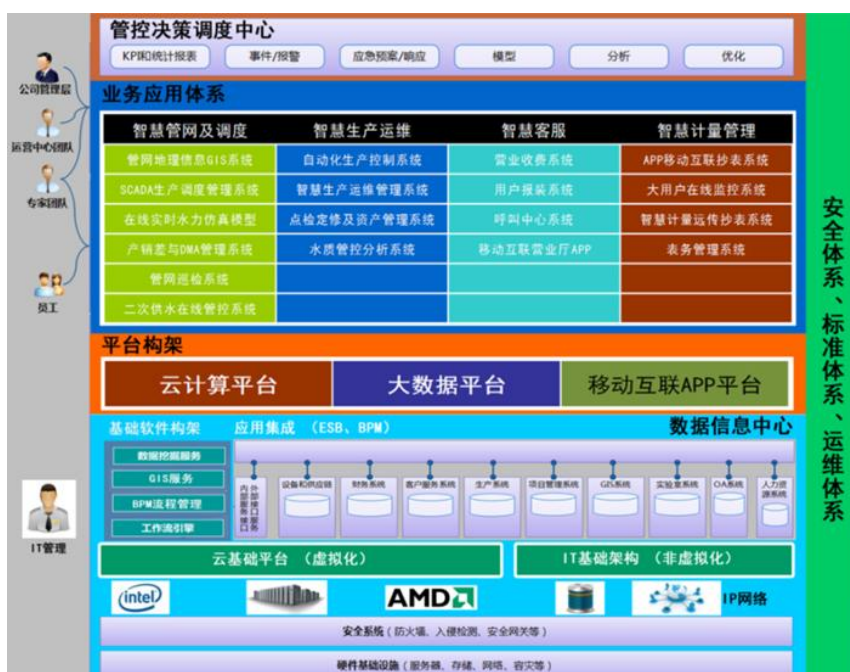 管控决策调度中心
KPI和统计报表
事件/报警
应急预案/响应
模型
分析
优化
公司管理层
运营中心团队
专家团队
员工
IT管理
业务应用体系
智慧管网及调度
智慧生产运维
智慧客服
智慧计量管理
管网地理信息GIS系统
自动化生产控制系统
营业收费系统
APP移动互联抄表系统
SCADA生产调度管理系统
智慧生产运维管理系统
用户报装系统
大用户在线监控系统
在线实时水力仿真模型
点检定修及资产管理系统
呼叫中心系统
智慧计量远传抄表系统
产销差与DMA管理系统
水质管控分析系统
移动互联营业厅APP
表务管理系统
管网巡检系统
二次供水在线管控系统
平台构架
云计算平台
大数据平台
移动互联APP平台
基础软件构架
应用集成（ESB、BPM）
数据信息中心
数据挖掘服务
GIS服务
BPM流程管理
工作流引擎
内部服务接口
外部接口服务
设备和供应链
财务系统
客户服务系统
生产系统
项目管理系统
GIS系统
实验室系统
OA系统
人力资源系统
云基础平台（虚拟化）
IT基础架构（非虚拟化）
intel
AMD
IP网络
安全系统（防火墙、入侵检测、安全网关等）
硬件基础设施（服务器、存储、网络、容灾等）
安全体系、标准体系、运维体系